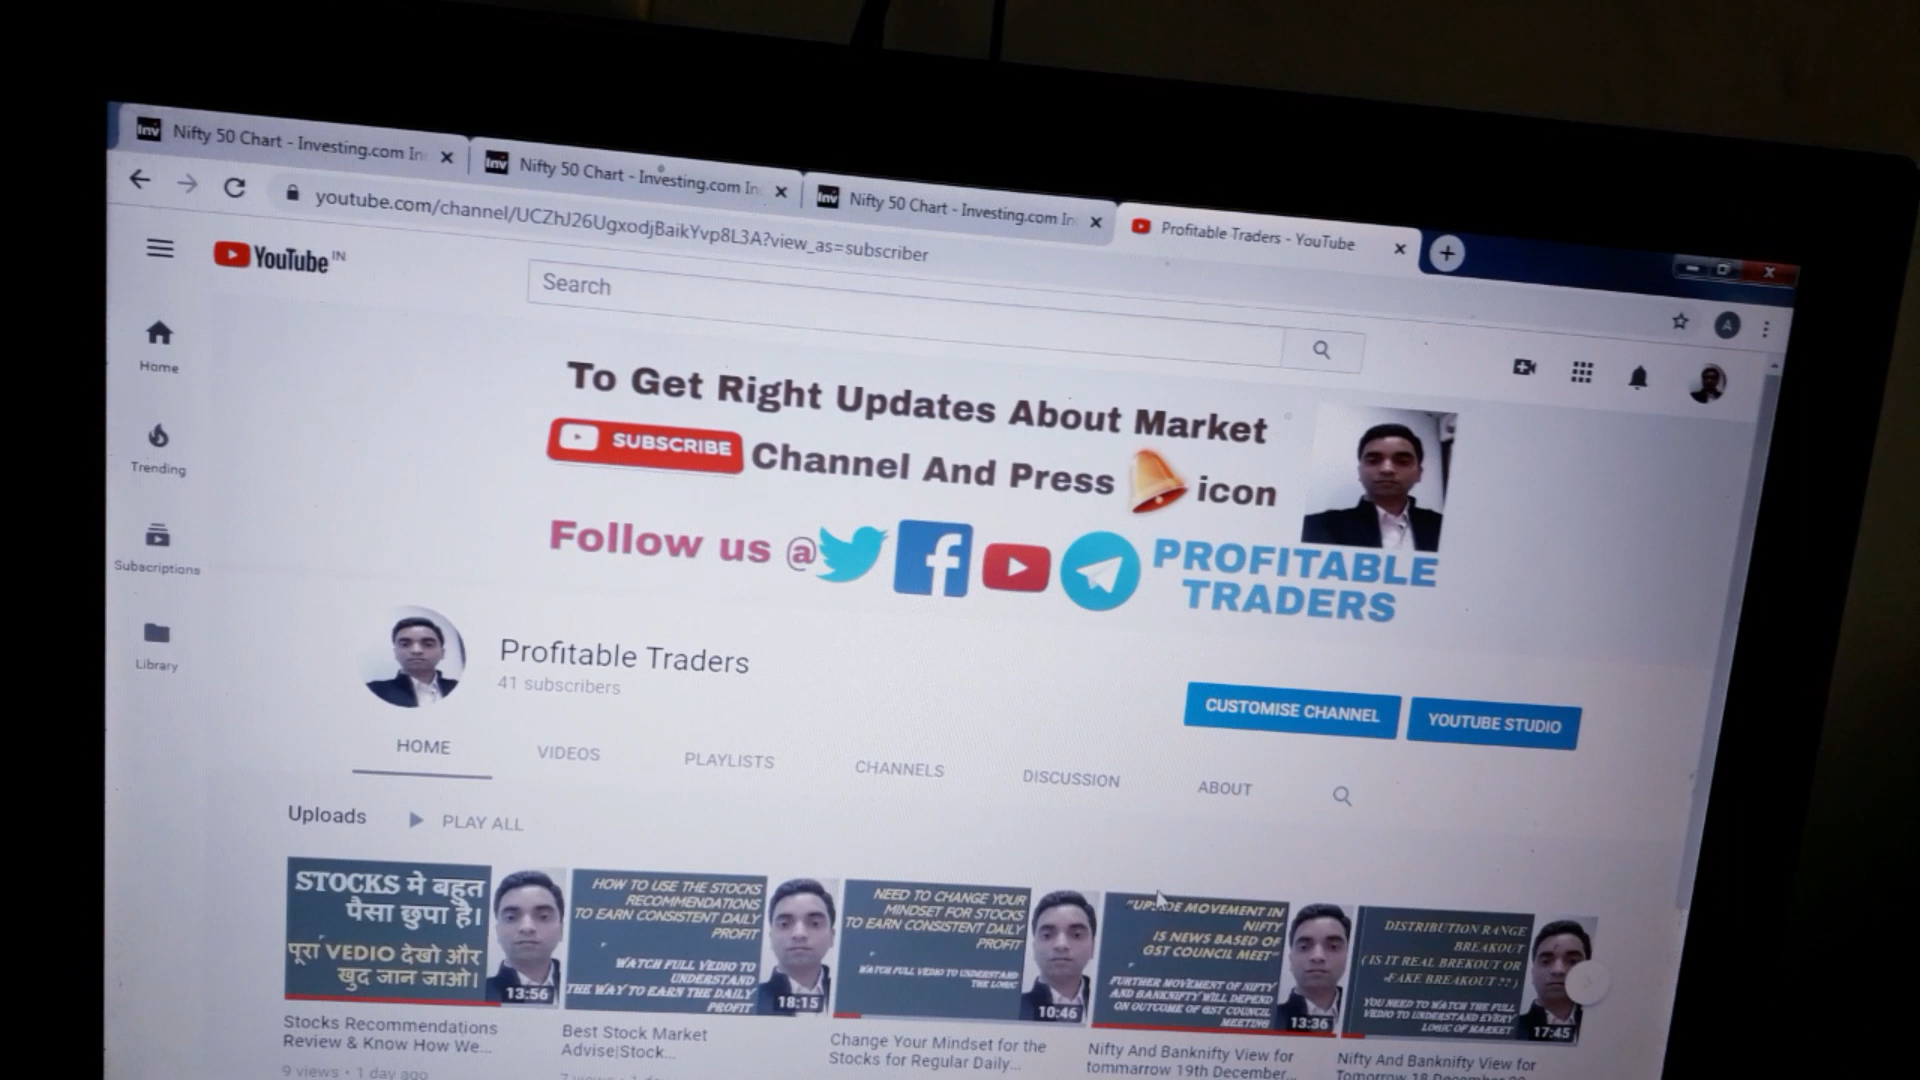 Nifty 50 Chart - Investing.com In
Nifty 50 Chart - Investing.com In
Nifty 50 Chart - Investing.com In
Profitable Traders - YouTube
youtube.com/channel/UCZhJ26UgxodjBaikYvp8L3A?view_as=subscriber
A
YouTube IN
Search
Home
Trending
Subscriptions
Library
To Get Right Updates About Market
SUBSCRIBE Channel And Press icon
Follow us @ PROFITABLE
TRADERS
Profitable Traders
41 subscribers
CUSTOMISE CHANNEL
YOUTUBE STUDIO
HOME
VIDEOS
PLAYLISTS
CHANNELS
DISCUSSION
ABOUT
Uploads
PLAY ALL
STOCKS मे बहुत
पैसा छुपा है।
पूरा VEDIO देखो और
खुद जान जाओ।
13:56
Stocks Recommendations
Review & Know How We...
9 views • 1 day ago
HOW TO USE THE STOCKS
RECOMMENDATIONS
TO EARN CONSISTENT DAILY
PROFIT
WATCH FULL VEDIO TO
UNDERSTAND
THE WAY TO EARN THE DAILY
PROFIT
18:15
Best Stock Market
Advise|Stock...
NEED TO CHANGE YOUR
MINDSET FOR STOCKS
TO EARN CONSISTENT DAILY
PROFIT
WATCH FULL VEDIO TO UNDERSTAND
THE LOGIC
10:46
Change Your Mindset for the
Stocks for Regular Daily...
MOVEMENT IN
NIFTY
IS NEWS BASED OF
GST COUNCIL MEET"
FURTHER MOVEMENT OF NIFTY
AND BANKNIFTY WILL DEPEND
ON OUTCOME OF GST COUNCIL
MEETING
13:36
Nifty And Banknifty View for
tommarrow 19th December...
DISTRIBUTION RANGE
BREAKOUT
( IS IT REAL BREKOUT OR
FAKE BREAKOUT ?? )
YOU NEED TO WATCH THE FULL
VEDIO TO UNDERSTAND EVERY
LOGIC OF MARKET
17:45
Nifty And Banknifty View for
Tomorrow 18 December